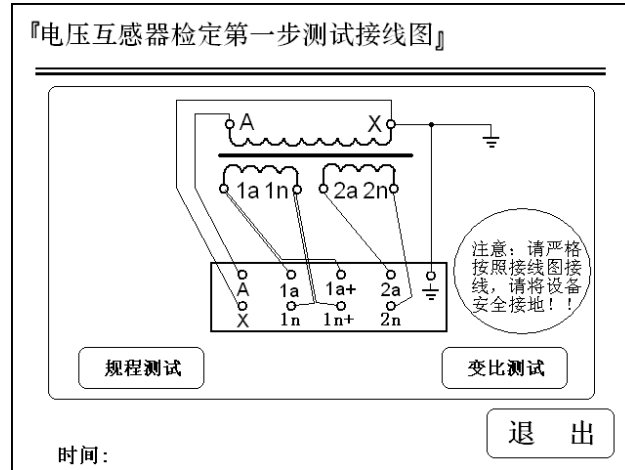 『电压互感器检定第一步测试接线图』
A X
1a 1n 2a 2n
注意：请严格
按照接线图接
线，请将设备
安全接地！！
A 1a 1a+ 2a
X 1n 1n+ 2n
规程测试 变比测试
退 出
时间: